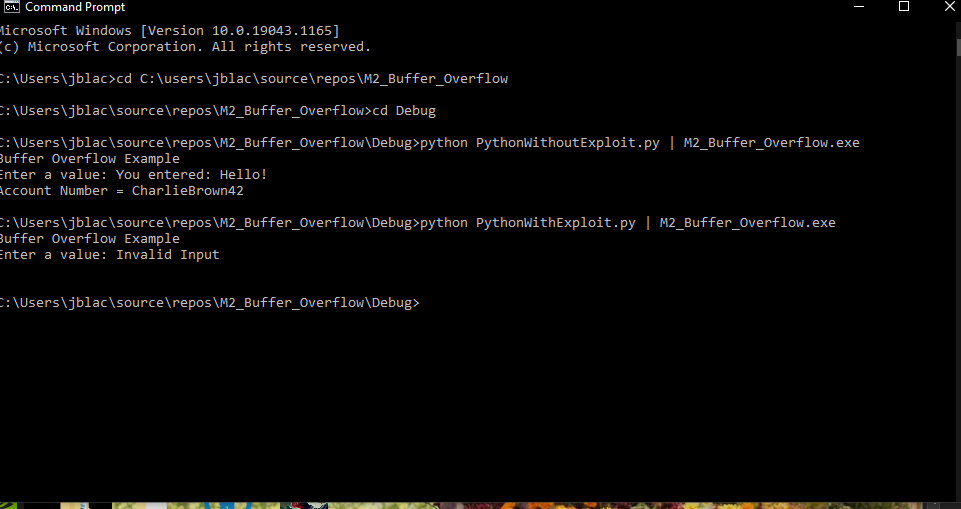 Command Prompt
Microsoft Windows [Version 10.0.19043.1165]
(c) Microsoft Corporation. All rights reserved.
C:\Users\jblac>cd C:\users\jblac\source\repos\M2_Buffer_Overflow
C:\Users\jblac\source\repos\M2_Buffer_Overflow>cd Debug
C:\Users\jblac\source\repos\M2_Buffer_Overflow\Debug>python PythonWithoutExploit.py | M2_Buffer_Overflow.exe
Buffer Overflow Example
Enter a value: You entered: Hello!
Account Number = CharlieBrown42
C:\Users\jblac\source\repos\M2_Buffer_Overflow\Debug>python PythonWithExploit.py | M2_Buffer_Overflow.exe
Buffer Overflow Example
Enter a value: Invalid Input
C:\Users\jblac\source\repos\M2_Buffer_Overflow\Debug>